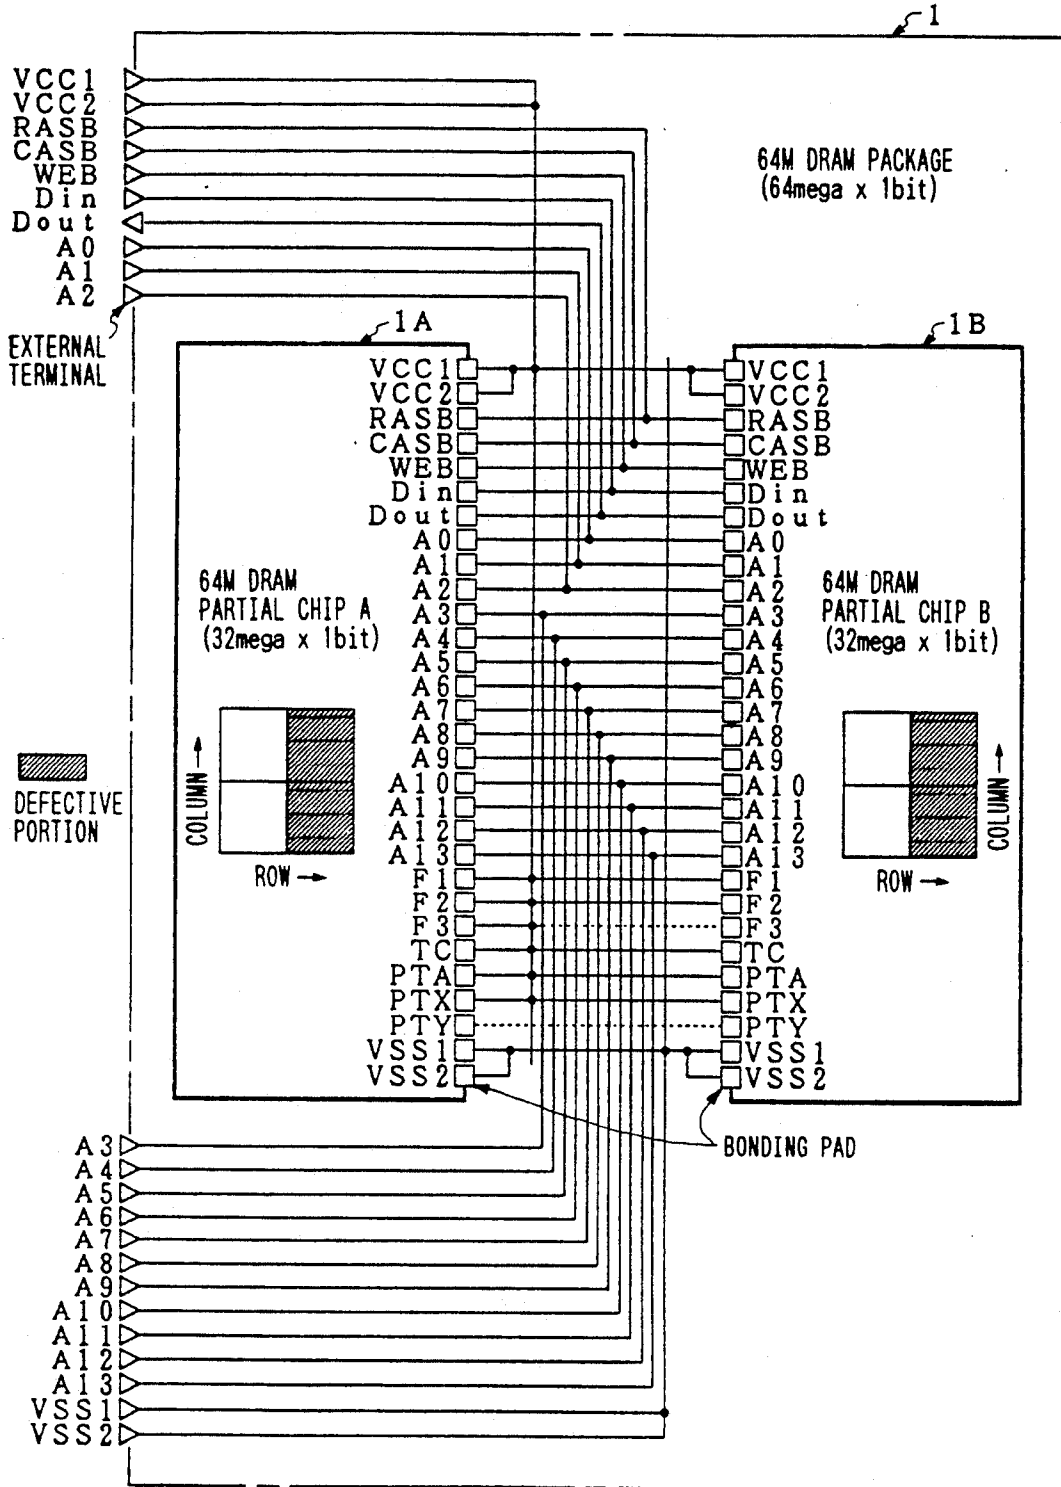 1
VCC1
VCC2
RASB
CASB
WEB
Din
Dout
A0
A1
A2
EXTERNAL
TERMINAL
64M DRAM PACKAGE
(64mega x 1bit)
1A
VCC1
VCC2
RASB
CASB
WEB
Din
Dout
A0
A1
A2
A3
A4
A5
A6
A7
A8
A9
A10
A11
A12
A13
F1
F2
F3
TC
PTA
PTX
PTY
VSS1
VSS2
64M DRAM
PARTIAL CHIP A
(32mega x 1bit)
COLUMN
ROW
DEFECTIVE
PORTION
1B
VCC1
VCC2
RASB
CASB
WEB
Din
Dout
A0
A1
A2
A3
A4
A5
A6
A7
A8
A9
A10
A11
A12
A13
F1
F2
F3
TC
PTA
PTX
PTY
VSS1
VSS2
64M DRAM
PARTIAL CHIP B
(32mega x 1bit)
COLUMN
ROW
BONDING PAD
A3
A4
A5
A6
A7
A8
A9
A10
A11
A12
A13
VSS1
VSS2